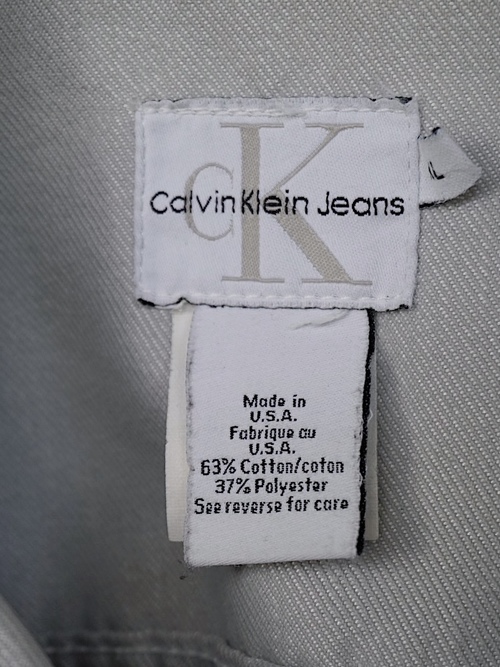 cK
Calvin Klein Jeans
L
Made in
U.S.A.
Fabrique au
U.S.A.
63% Cotton/coton
37% Polyester
See reverse for care